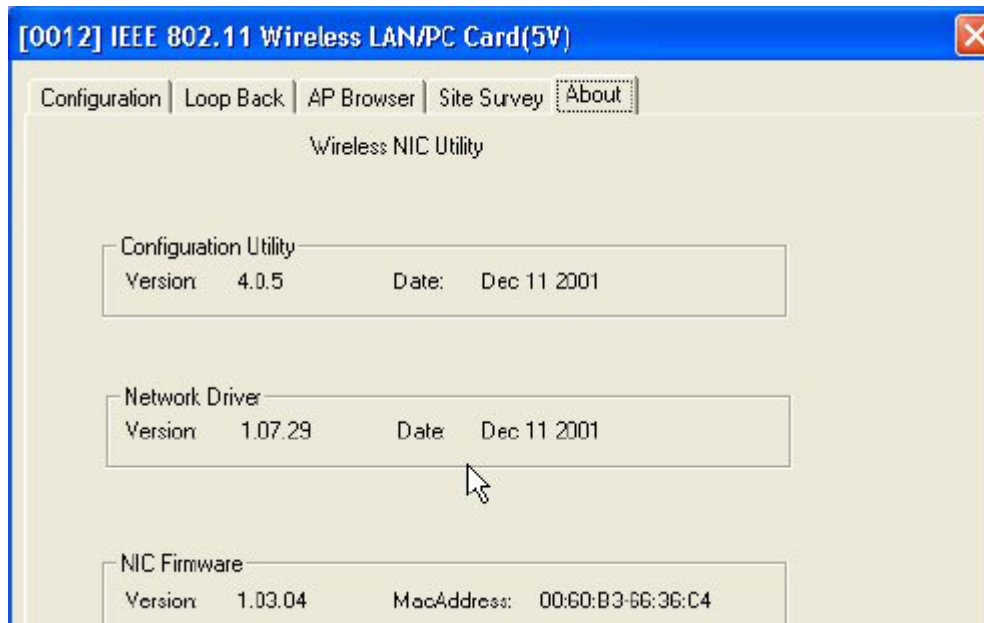 [0012] IEEE 802.11 Wireless LAN/PC Card(5V)
Configuration Loop Back AP Browser Site Survey About
Wireless NIC Utility
Configuration Utility
Version: 4.0.5 Date: Dec 11 2001
Network Driver
Version: 1.07.29 Date: Dec 11 2001
NIC Firmware
Version: 1.03.04 MacAddress: 00:60:B3-66:36:C4